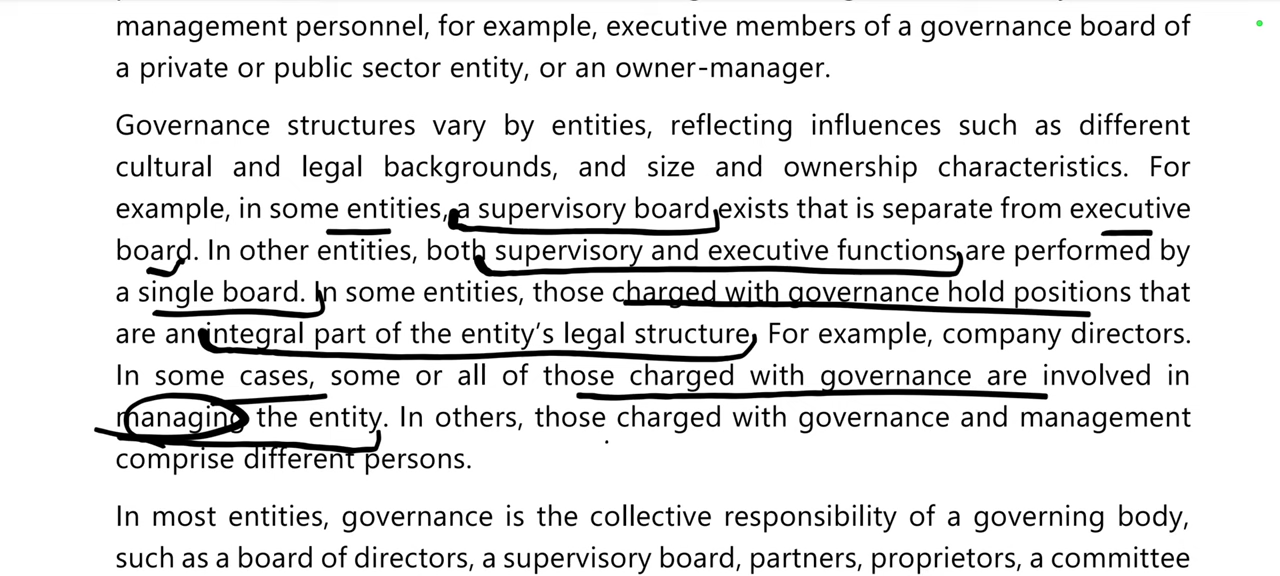 management personnel, for example, executive members of a governance board of
a private or public sector entity, or an owner-manager.
Governance structures vary by entities, reflecting influences such as different
cultural and legal backgrounds, and size and ownership characteristics. For
example, in some entities, a supervisory board exists that is separate from executive
board. In other entities, both supervisory and executive functions are performed by
a single board. In some entities, those charged with governance hold positions that
are an integral part of the entity's legal structure. For example, company directors.
In some cases, some or all of those charged with governance are involved in
managing the entity. In others, those charged with governance and management
comprise different persons.
In most entities, governance is the collective responsibility of a governing body,
such as a board of directors, a supervisory board, partners, proprietors, a committee